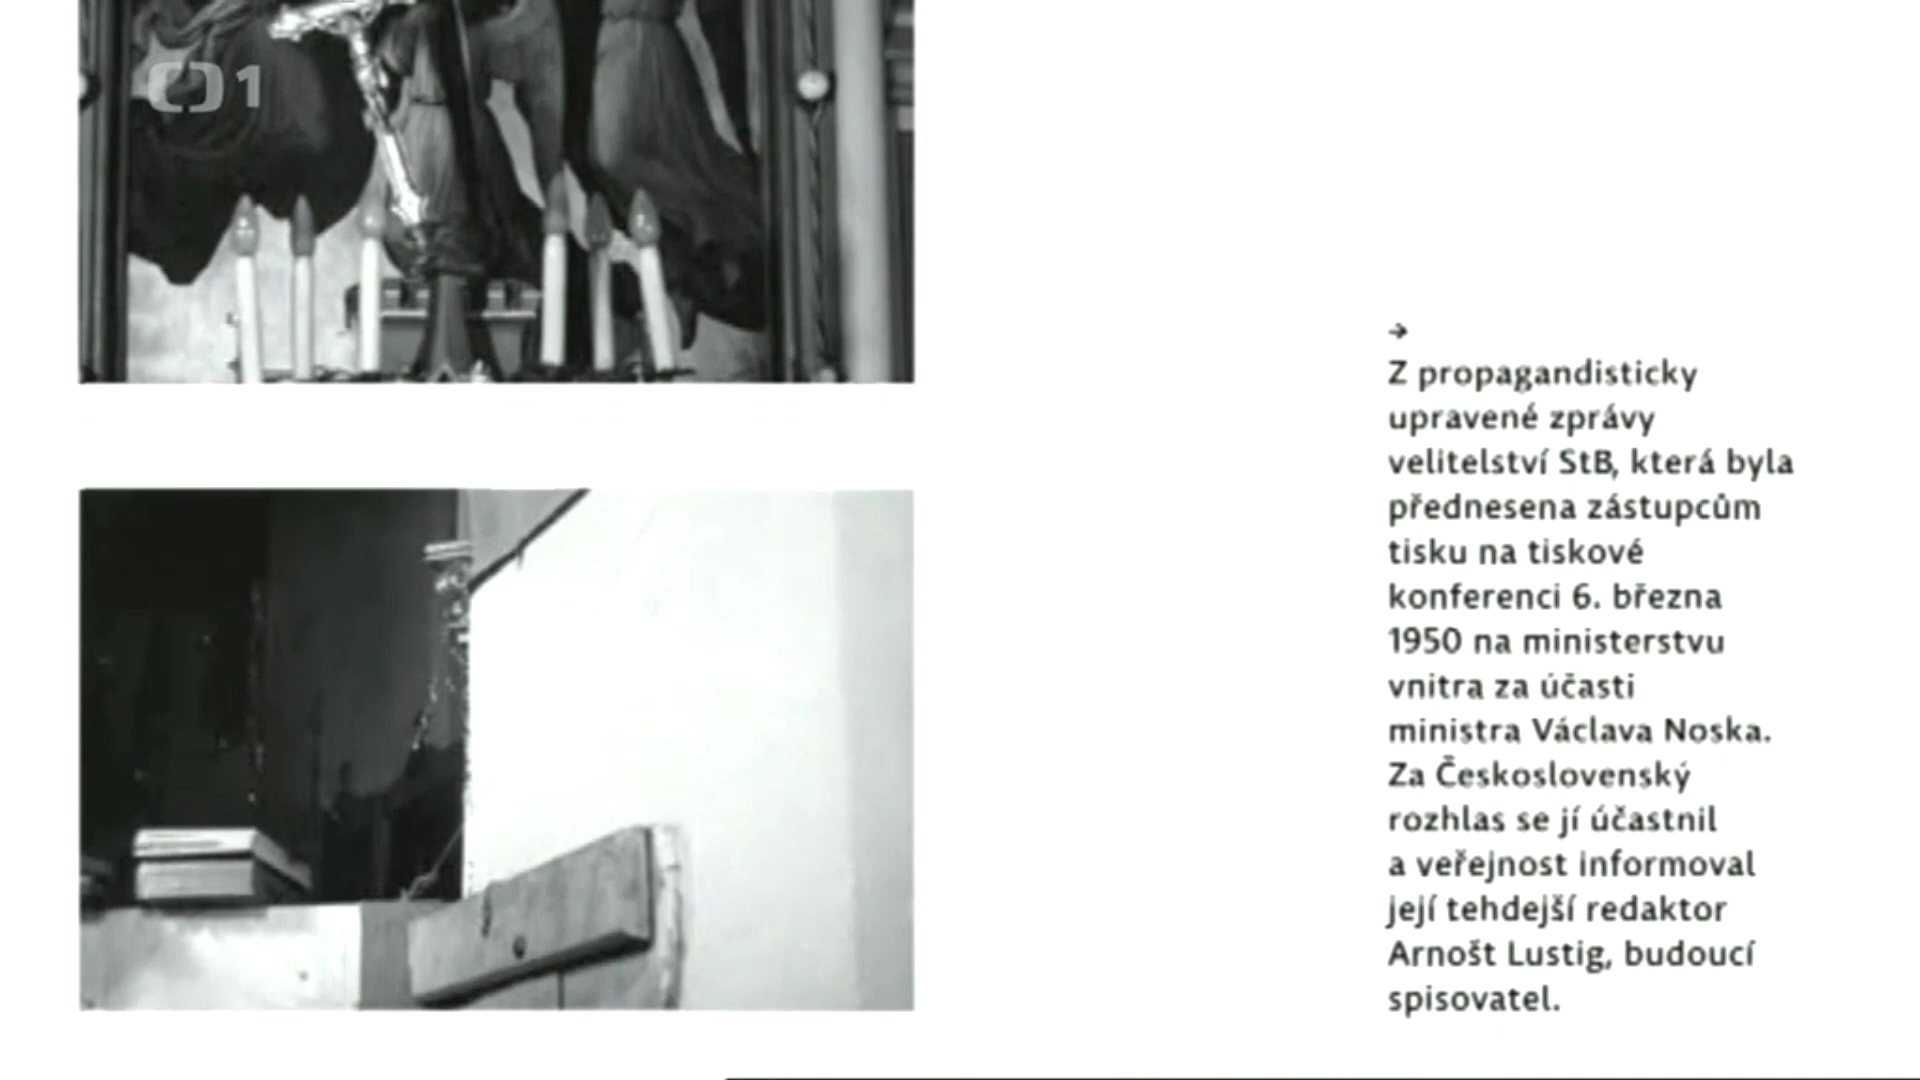 1
→
Z propagandisticky
upravené zprávy
velitelství StB, která byla
přednesena zástupcům
tisku na tiskové
konferenci 6. března
1950 na ministerstvu
vnitra za účasti
ministra Václava Noska.
Za Československý
rozhlas se jí účastnil
a veřejnost informoval
její tehdejší redaktor
Arnošt Lustig, budoucí
spisovatel.